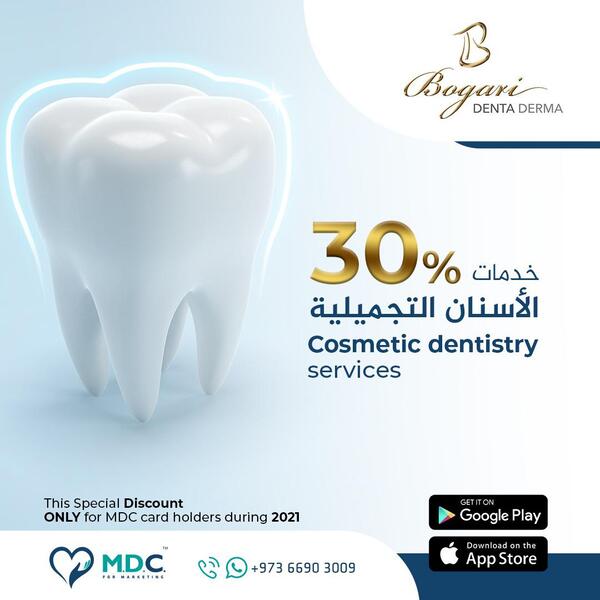 B
Bogari
DENTA DERMA
30% خدمات
الأسنان التجميلية
Cosmetic dentistry
services
This Special Discount
ONLY for MDC card holders during 2021
M.D.C.™
FOR MARKETING
+973 6690 3009
GET IT ON
Google Play
Download on the
App Store